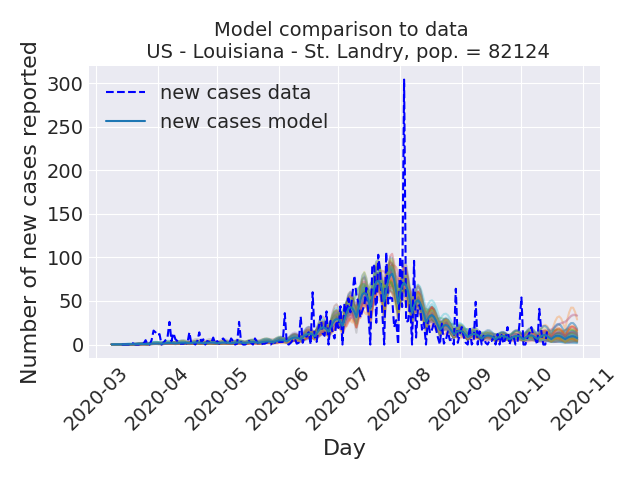 Model comparison to data
US - Louisiana - St. Landry, pop. = 82124
Number of new cases reported
300
250
200
150
100
50
0
new cases data
new cases model
2020-03
2020-04
2020-05
2020-06
2020-07
2020-08
2020-09
2020-10
2020-11
Day